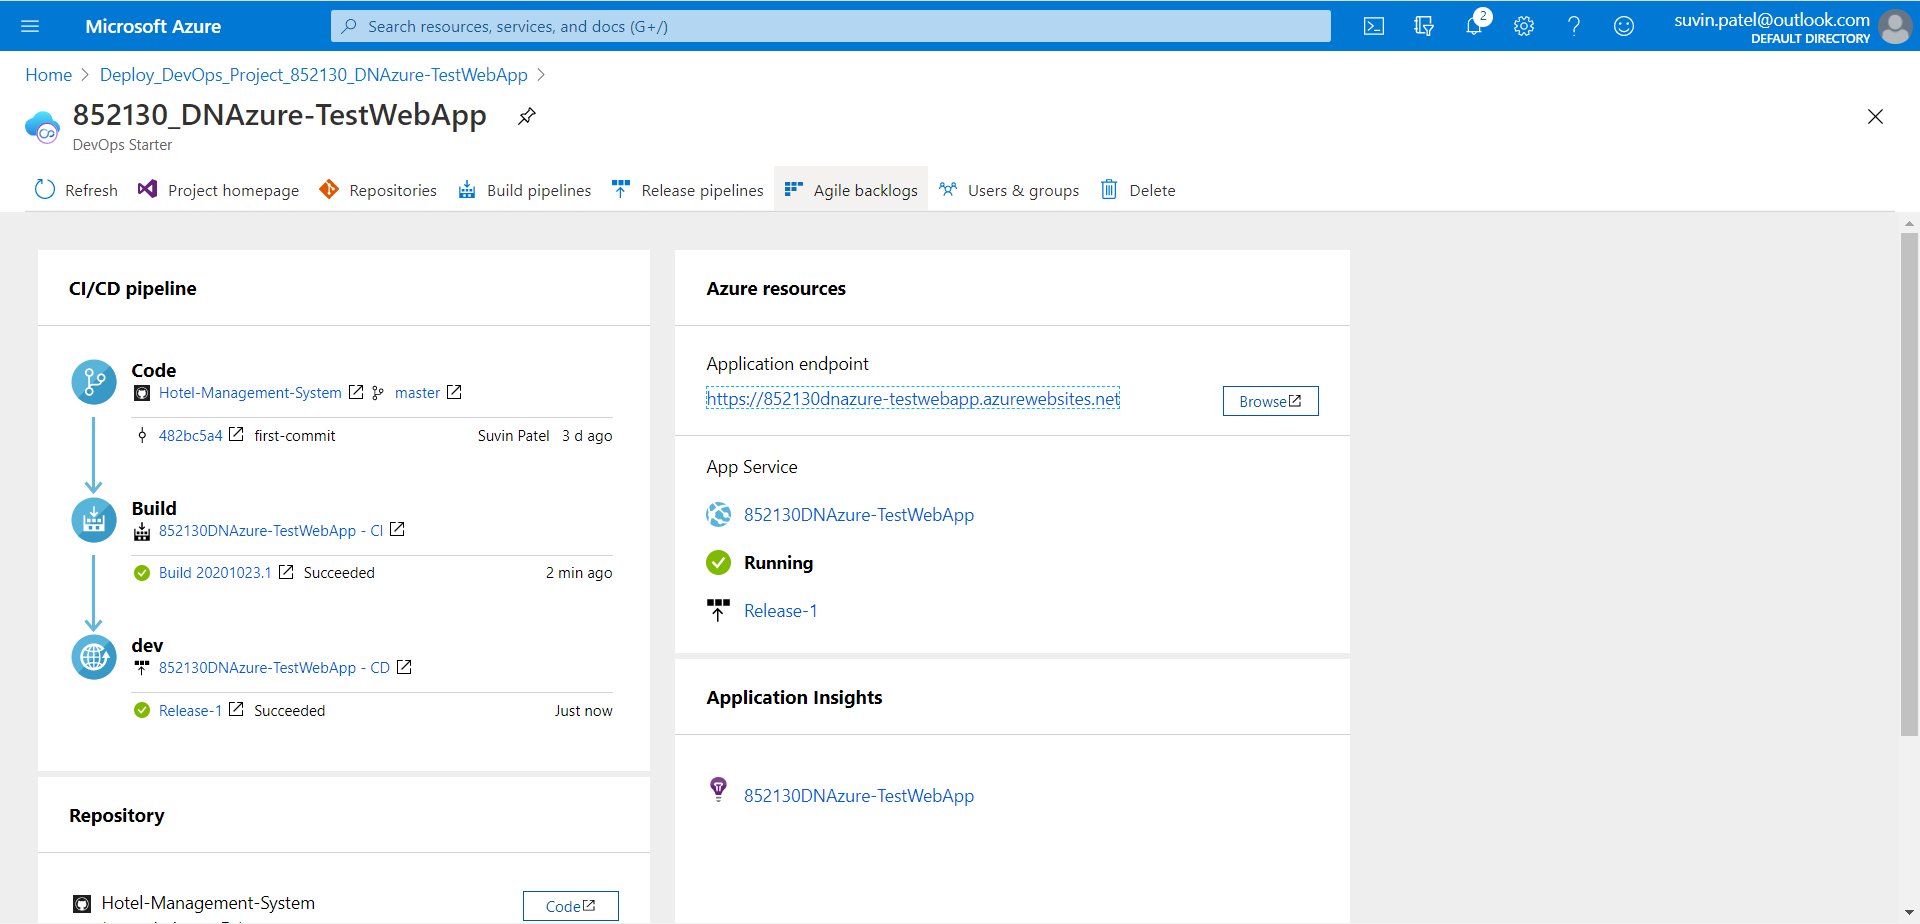 Microsoft Azure
Search resources, services, and docs (G+/)
2
suvin.patel@outlook.com
DEFAULT DIRECTORY
Home > Deploy_DevOps_Project_852130_DNAzure-TestWebApp >
852130_DNAzure-TestWebApp
DevOps Starter
Refresh Project homepage Repositories Build pipelines Release pipelines Agile backlogs Users & groups Delete
CI/CD pipeline
Code
Hotel-Management-System master
482bc5a4 first-commit Suvin Patel 3 d ago
Build
852130DNAzure-TestWebApp - CI
Build 20201023.1 Succeeded 2 min ago
dev
852130DNAzure-TestWebApp - CD
Release-1 Succeeded Just now
Repository
Hotel-Management-System
Code
Azure resources
Application endpoint
https://852130dnazure-testwebapp.azurewebsites.net
Browse
App Service
852130DNAzure-TestWebApp
Running
Release-1
Application Insights
852130DNAzure-TestWebApp